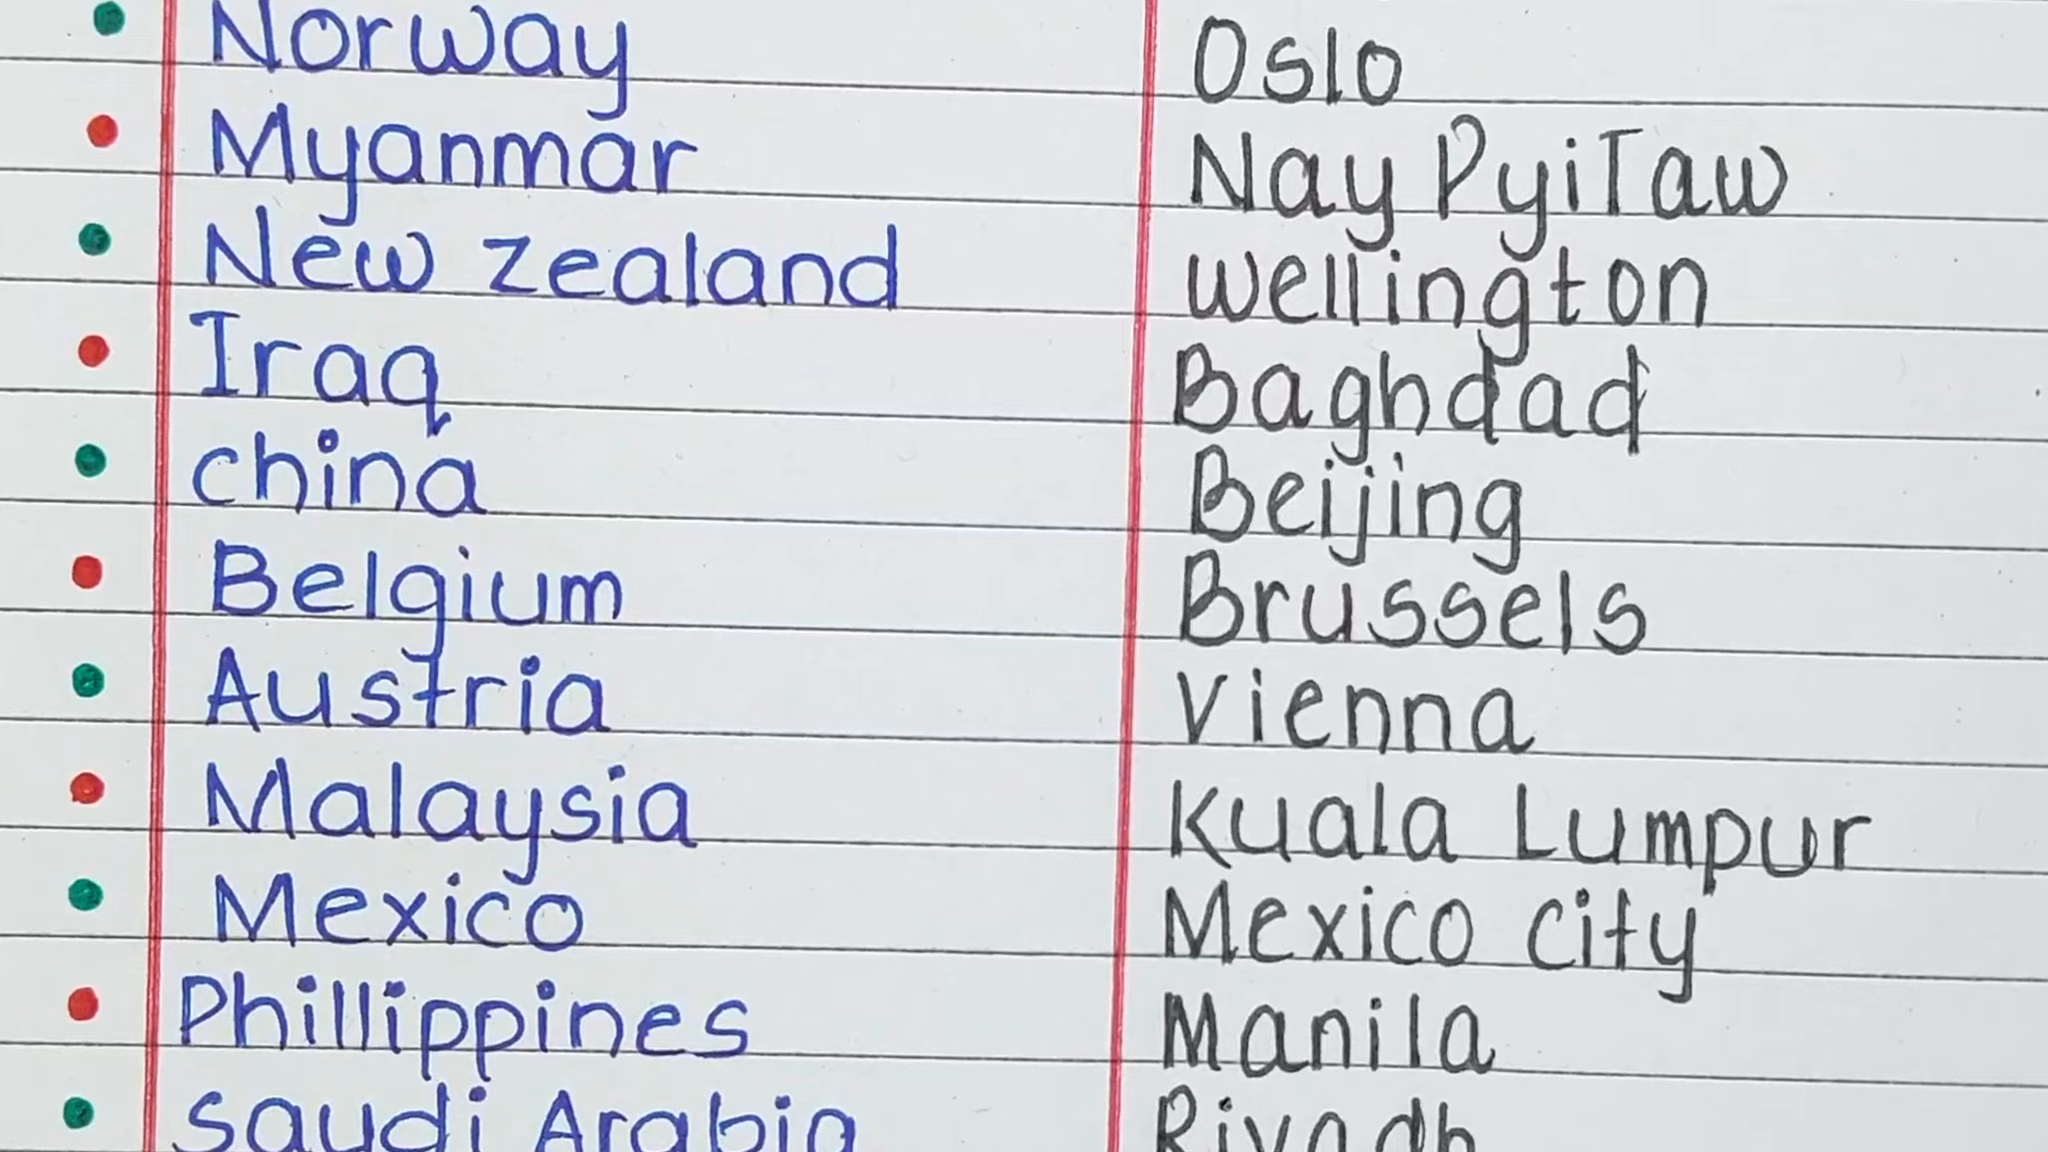 Norway Oslo
Myanmar Nay PyiTaw
New zealand wellington
Iraq Baghdad
china Beijing
Belgium Brussels
Austria Vienna
Malaysia Kuala Lumpur
Mexico Mexico city
Phillippines Manila
saudi Arabia Riyadh